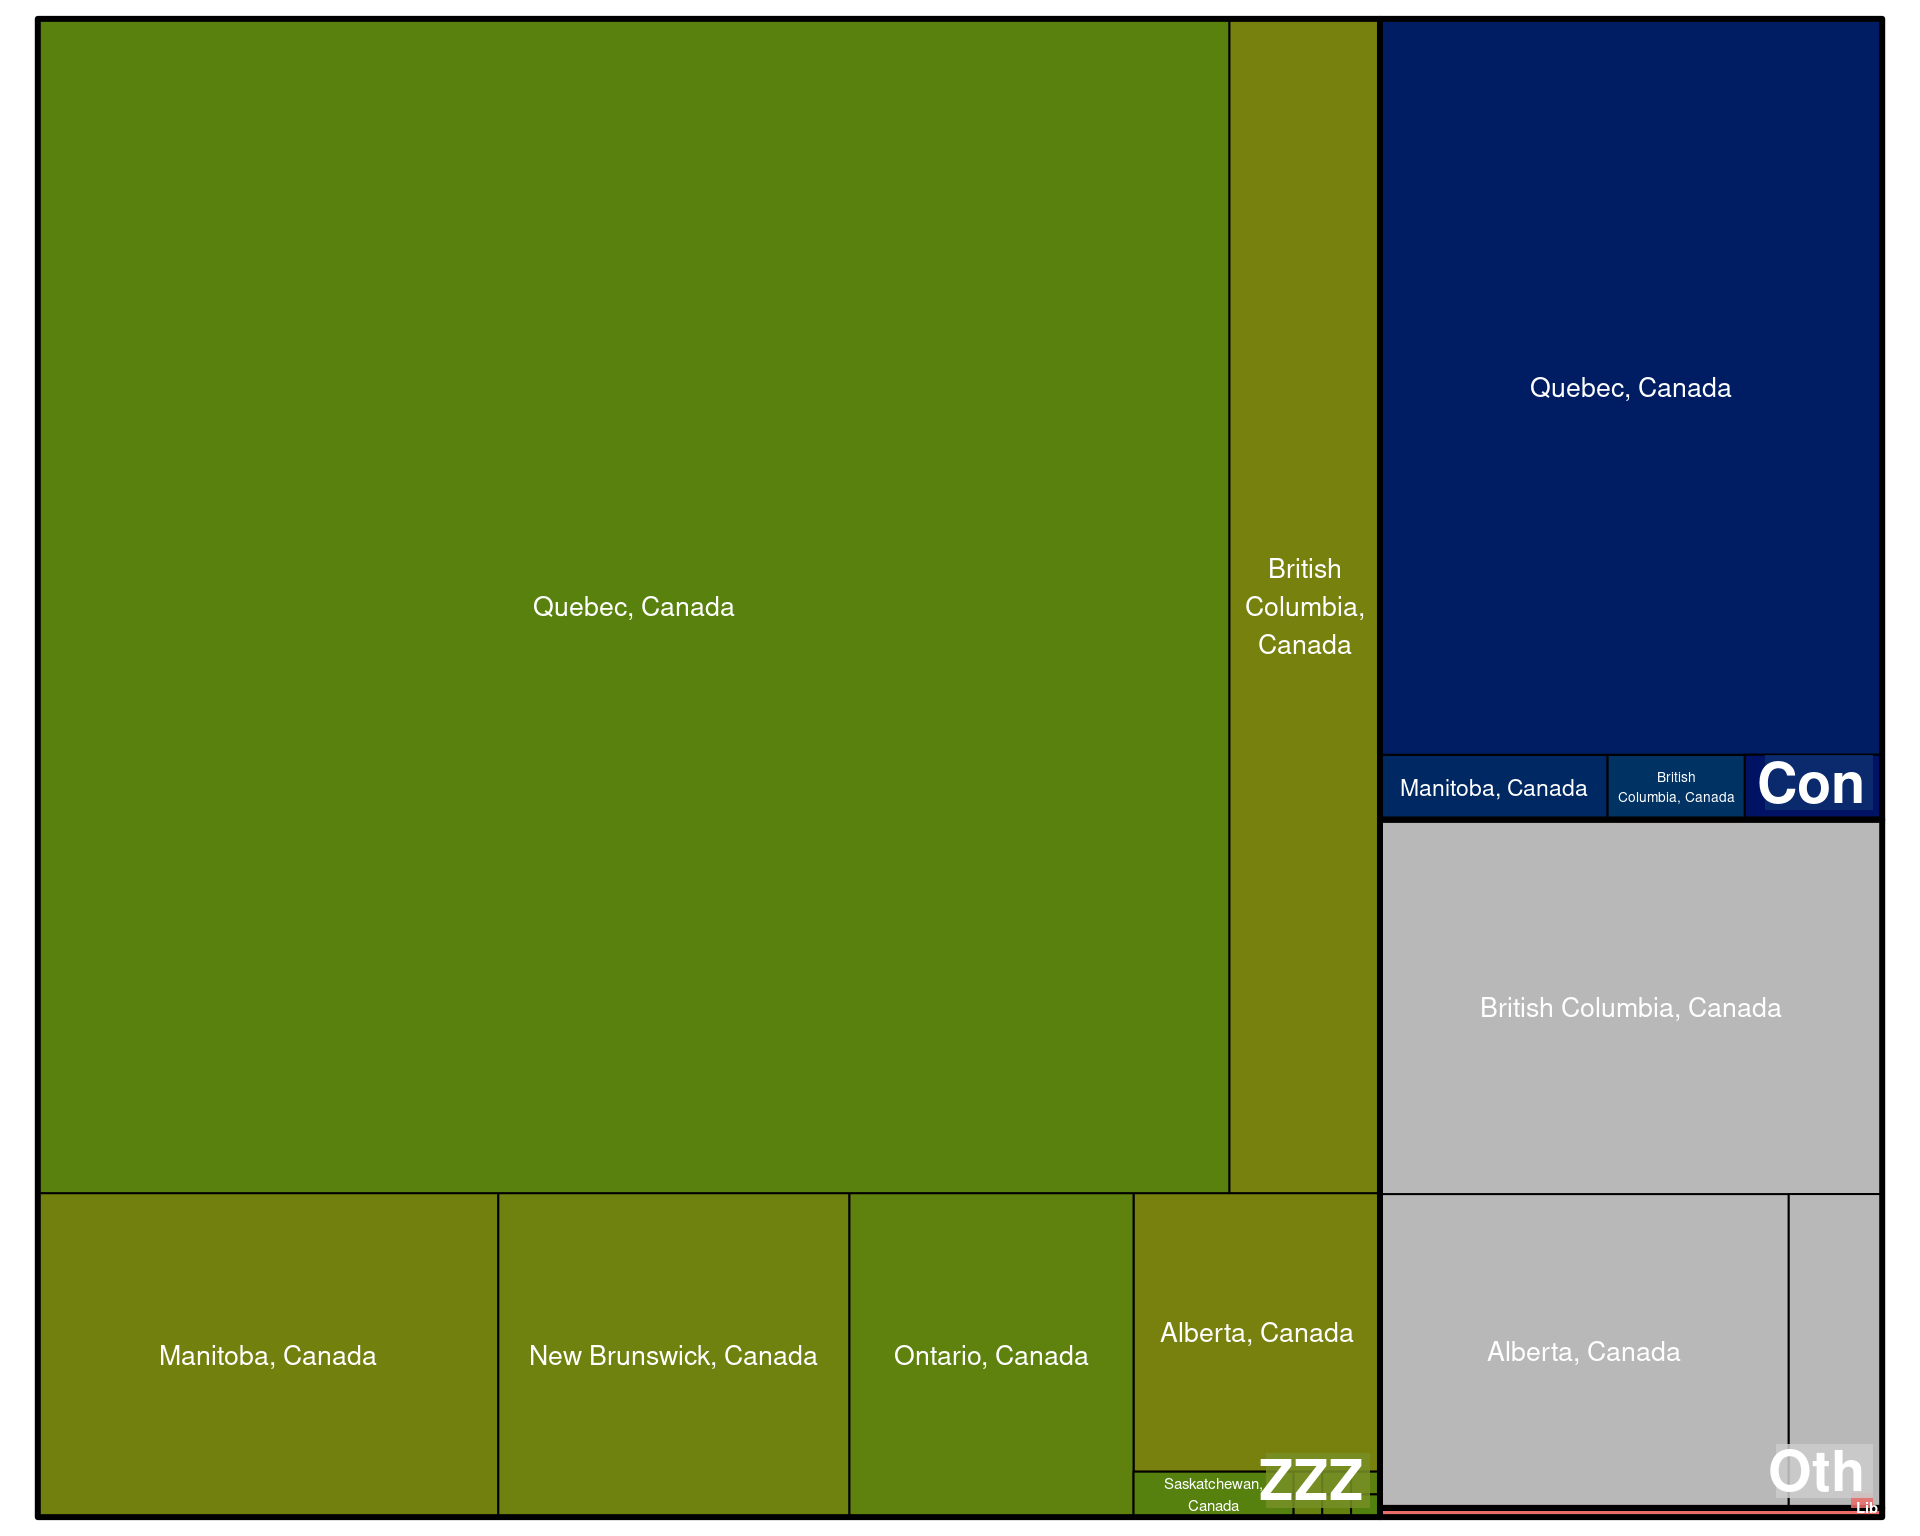 Quebec, Canada
British
Columbia,
Canada
Manitoba, Canada
New Brunswick, Canada
Ontario, Canada
Alberta, Canada
Saskatchewan,
Canada
ZZZ
Quebec, Canada
Manitoba, Canada
British
Columbia, Canada
Con
British Columbia, Canada
Alberta, Canada
Oth
Lib